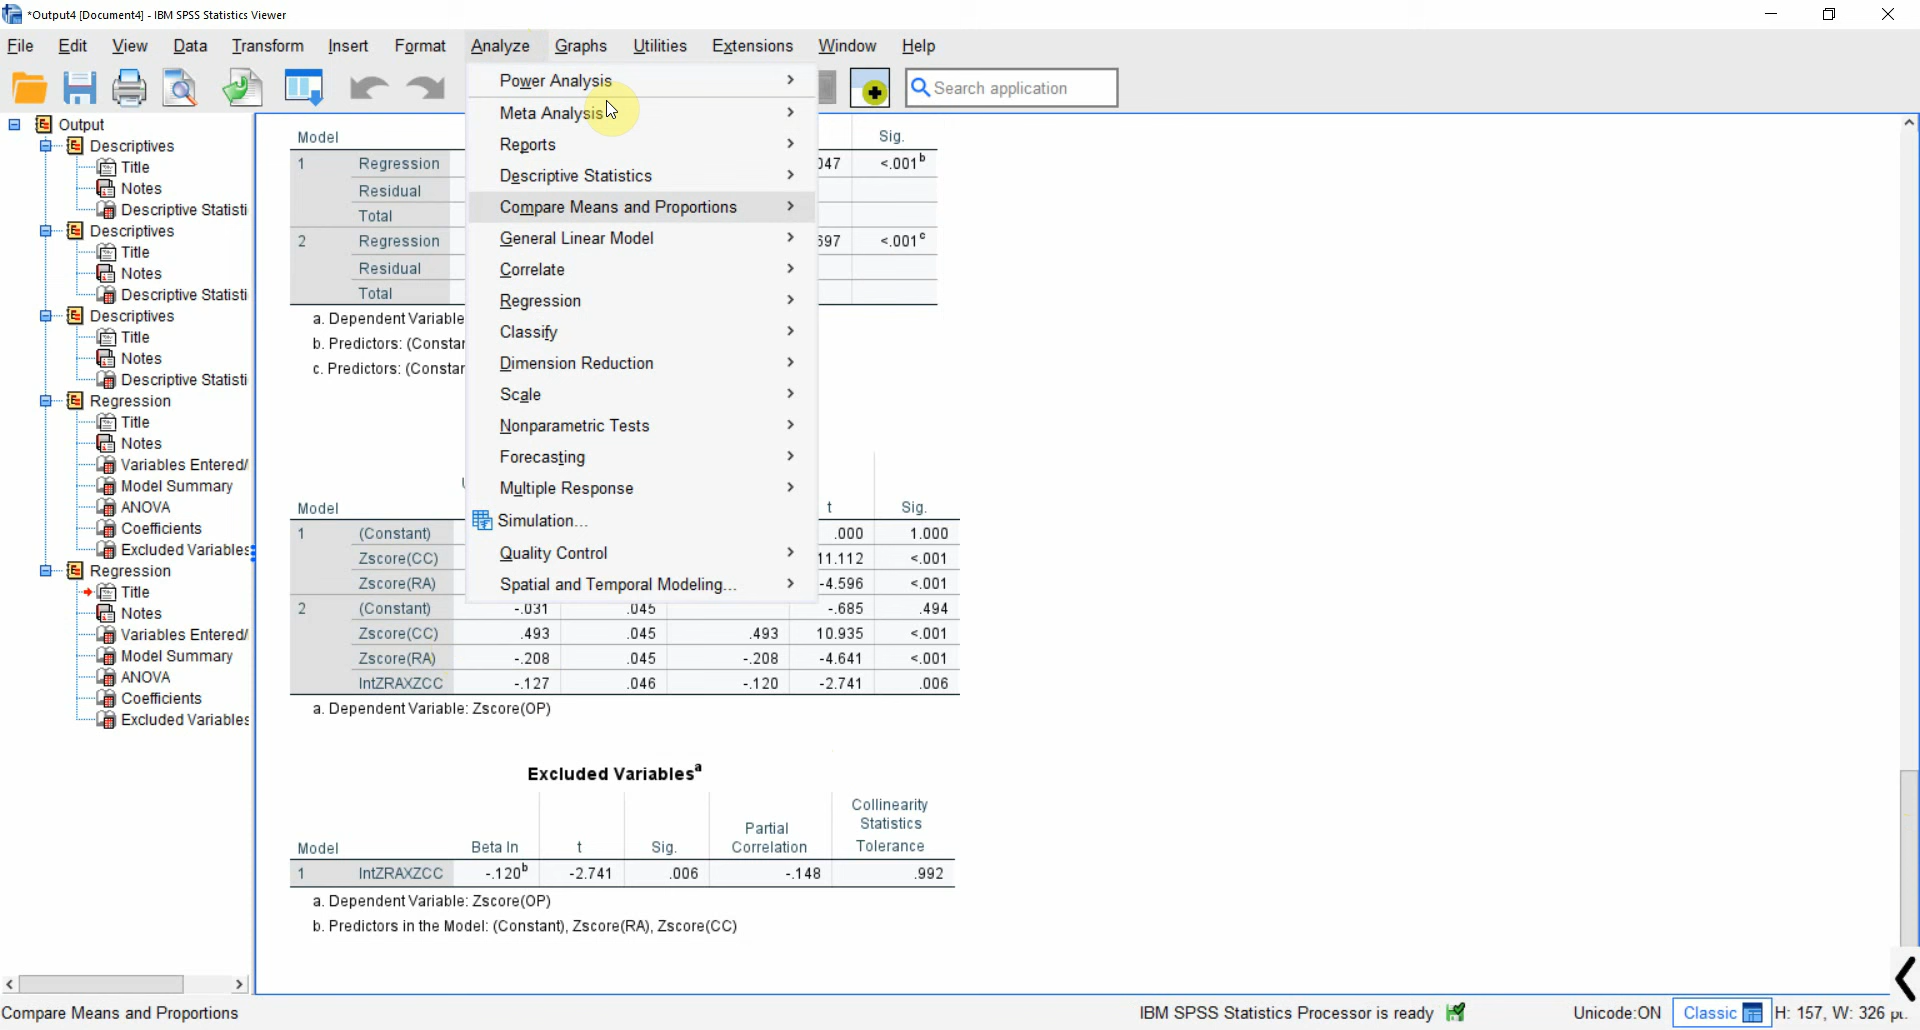 *Output4 [Document4] - IBM SPSS Statistics Viewer
File Edit View Data Transform Insert Format Analyze Graphs Utilities Extensions Window Help
Search application
Output
Descriptives
Title
Notes
Descriptive Statisti
Descriptives
Title
Notes
Descriptive Statisti
Descriptives
Title
Notes
Descriptive Statisti
Regression
Title
Notes
Variables Entered/
Model Summary
ANOVA
Coefficients
Excluded Variables
Regression
Title
Notes
Variables Entered/
Model Summary
ANOVA
Coefficients
Excluded Variables
Power Analysis
Meta Analysis
Reports
Descriptive Statistics
Compare Means and Proportions
General Linear Model
Correlate
Regression
Classify
Dimension Reduction
Scale
Nonparametric Tests
Forecasting
Multiple Response
Simulation...
Quality Control
Spatial and Temporal Modeling...
Model Sig.
1 Regression 047 <.001b
Residual
Total
2 Regression 697 <.001c
Residual
Total
a. Dependent Variable
b. Predictors: (Constar
c. Predictors: (Constar
Model t Sig.
1 (Constant) .000 1.000
Zscore(CC) 11.112 <.001
Zscore(RA) -4.596 <.001
2 (Constant) -.031 .045 -.685 .494
Zscore(CC) .493 .045 .493 10.935 <.001
Zscore(RA) -.208 .045 -.208 -4.641 <.001
IntZRAXZCC -.127 .046 -.120 -2.741 .006
a. Dependent Variable: Zscore(OP)
Excluded Variablesa
Collinearity
Statistics
Partial
Model Beta In t Sig. Correlation Tolerance
1 IntZRAXZCC -.120b -2.741 .006 -.148 .992
a. Dependent Variable: Zscore(OP)
b. Predictors in the Model: (Constant), Zscore(RA), Zscore(CC)
Compare Means and Proportions IBM SPSS Statistics Processor is ready Unicode:ON Classic H: 157, W: 326 pt.